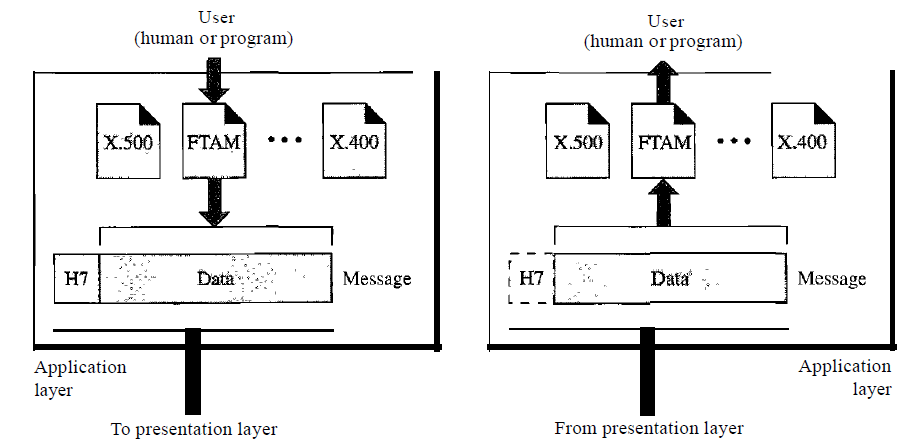 User
(human or program)
X.500
FTAM
X.400
H7
Data
Message
Application
layer
To presentation layer
User
(human or program)
X.500
FTAM
X.400
H7
Data
Message
Application
layer
From presentation layer